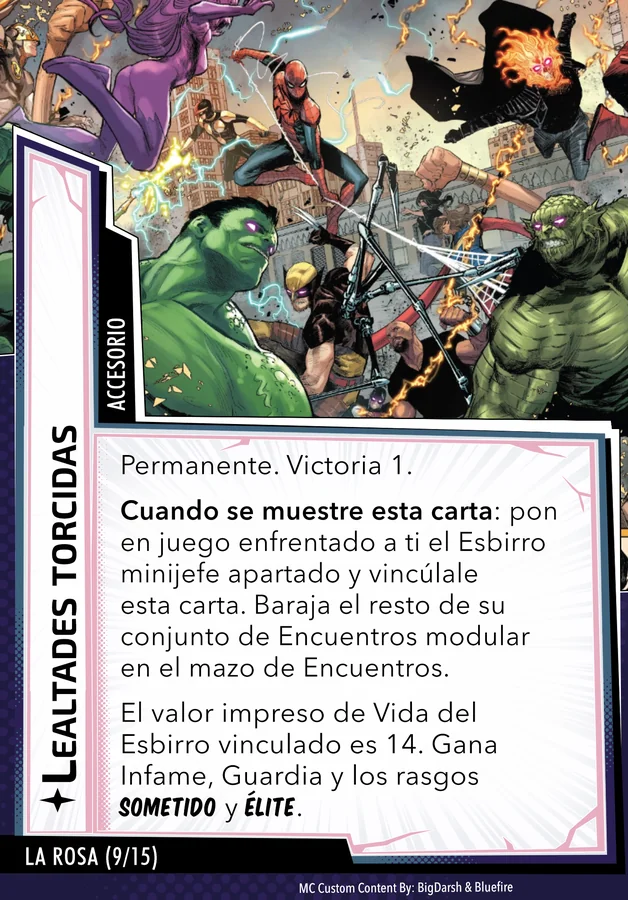 ACCESORIO
LEALTADES TORCIDAS
Permanente. Victoria 1.
Cuando se muestre esta carta: pon
en juego enfrentado a ti el Esbirro
minijefe apartado y vincúlale
esta carta. Baraja el resto de su
conjunto de Encuentros modular
en el mazo de Encuentros.
El valor impreso de Vida del
Esbirro vinculado es 14. Gana
Infame, Guardia y los rasgos
SOMETIDO y ÉLITE.
LA ROSA (9/15)
MC Custom Content By: BigDarsh & Bluefire